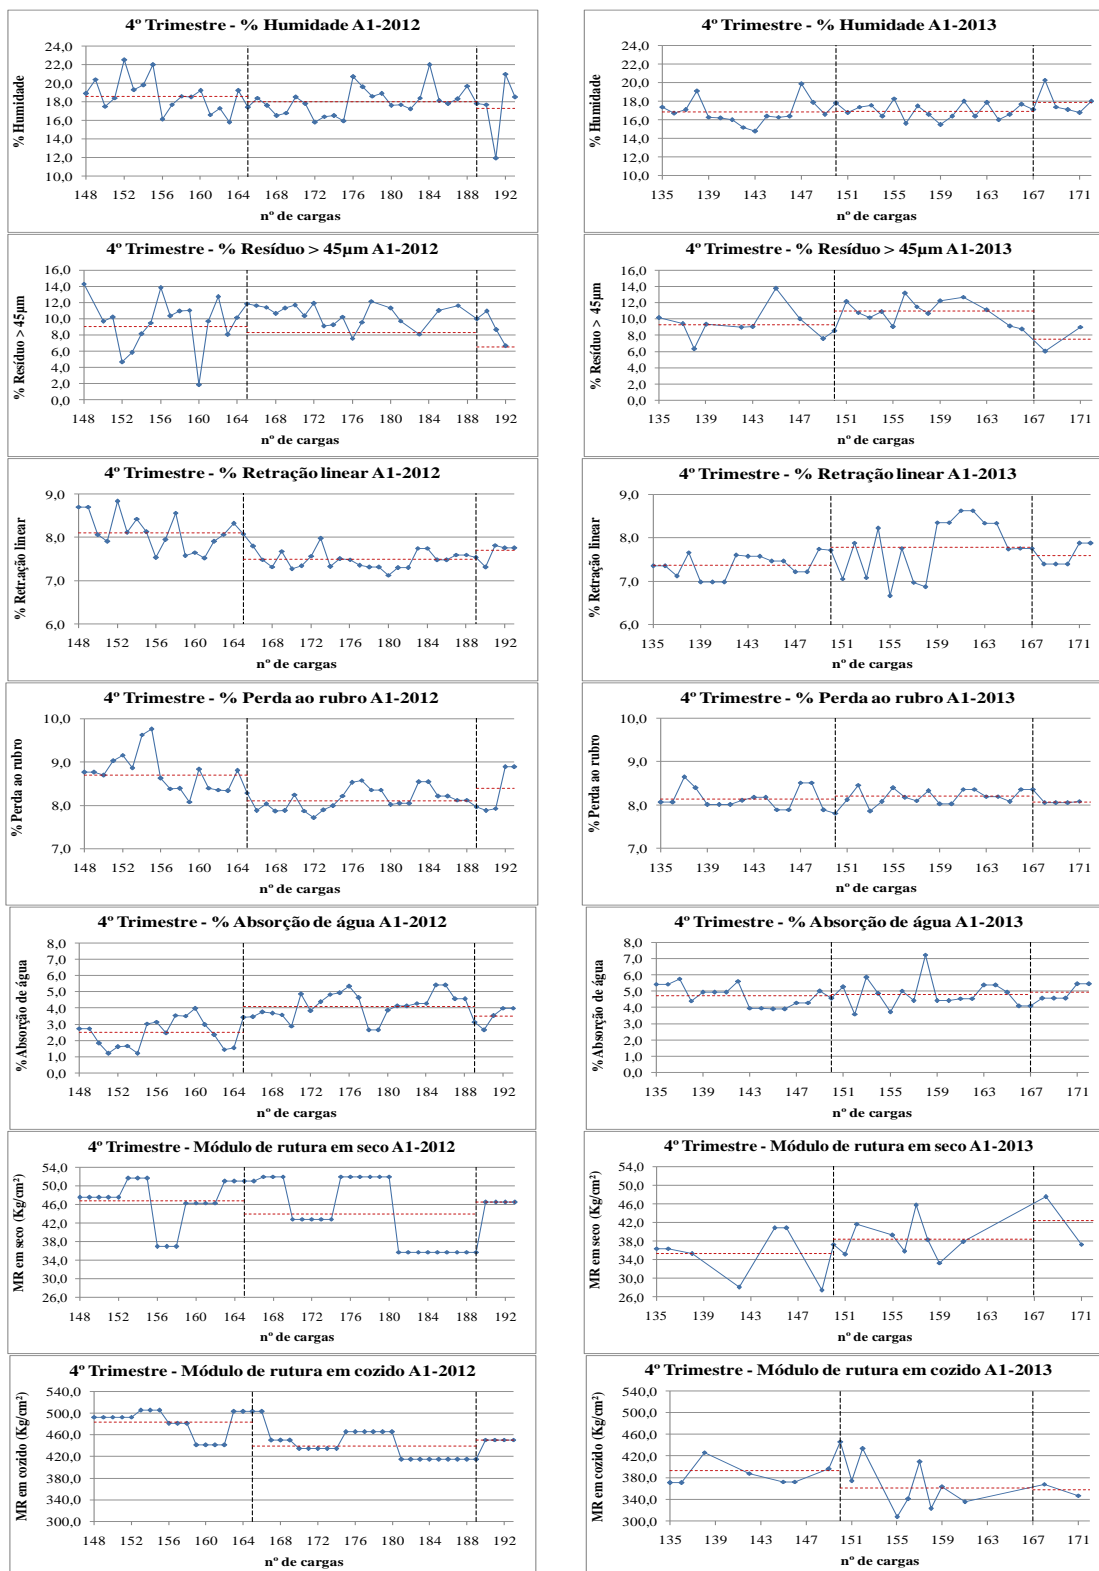 4º Trimestre - % Humidade A1-2012
% Humidade
24,0
22,0
20,0
18,0
16,0
14,0
12,0
10,0
148 152 156 160 164 168 172 176 180 184 188 192
nº de cargas
4º Trimestre - % Humidade A1-2013
% Humidade
24,0
22,0
20,0
18,0
16,0
14,0
12,0
10,0
135 139 143 147 151 155 159 163 167 171
nº de cargas
4º Trimestre - % Resíduo > 45µm A1-2012
% Resíduo > 45µm
16,0
14,0
12,0
10,0
8,0
6,0
4,0
2,0
0,0
148 152 156 160 164 168 172 176 180 184 188 192
nº de cargas
4º Trimestre - % Resíduo > 45µm A1-2013
% Resíduo > 45µm
16,0
14,0
12,0
10,0
8,0
6,0
4,0
2,0
0,0
135 139 143 147 151 155 159 163 167 171
nº de cargas
4º Trimestre - % Retração linear A1-2012
% Retração linear
9,0
8,0
7,0
6,0
148 152 156 160 164 168 172 176 180 184 188 192
nº de cargas
4º Trimestre - % Retração linear A1-2013
% Retração linear
9,0
8,0
7,0
6,0
135 139 143 147 151 155 159 163 167 171
nº de cargas
4º Trimestre - % Perda ao rubro A1-2012
% Perda ao rubro
10,0
9,0
8,0
7,0
148 152 156 160 164 168 172 176 180 184 188 192
nº de cargas
4º Trimestre - % Perda ao rubro A1-2013
% Perda ao rubro
10,0
9,0
8,0
7,0
135 139 143 147 151 155 159 163 167 171
nº de cargas
4º Trimestre - % Absorção de água A1-2012
% Absorção de água
8,0
7,0
6,0
5,0
4,0
3,0
2,0
1,0
0,0
148 152 156 160 164 168 172 176 180 184 188 192
nº de cargas
4º Trimestre - % Absorção de água A1-2013
% Absorção de água
8,0
7,0
6,0
5,0
4,0
3,0
2,0
1,0
0,0
135 139 143 147 151 155 159 163 167 171
nº de cargas
4º Trimestre - Módulo de rutura em seco A1-2012
MR em seco (Kg/cm²)
54,0
50,0
46,0
42,0
38,0
34,0
30,0
26,0
148 152 156 160 164 168 172 176 180 184 188 192
nº de cargas
4º Trimestre - Módulo de rutura em seco A1-2013
MR em seco (Kg/cm²)
54,0
50,0
46,0
42,0
38,0
34,0
30,0
26,0
135 139 143 147 151 155 159 163 167 171
nº de cargas
4º Trimestre - Módulo de rutura em cozido A1-2012
MR em cozido (Kg/cm²)
540,0
500,0
460,0
420,0
380,0
340,0
300,0
148 152 156 160 164 168 172 176 180 184 188 192
nº de cargas
4º Trimestre - Módulo de rutura em cozido A1-2013
MR em cozido (Kg/cm²)
540,0
500,0
460,0
420,0
380,0
340,0
300,0
135 139 143 147 151 155 159 163 167 171
nº de cargas